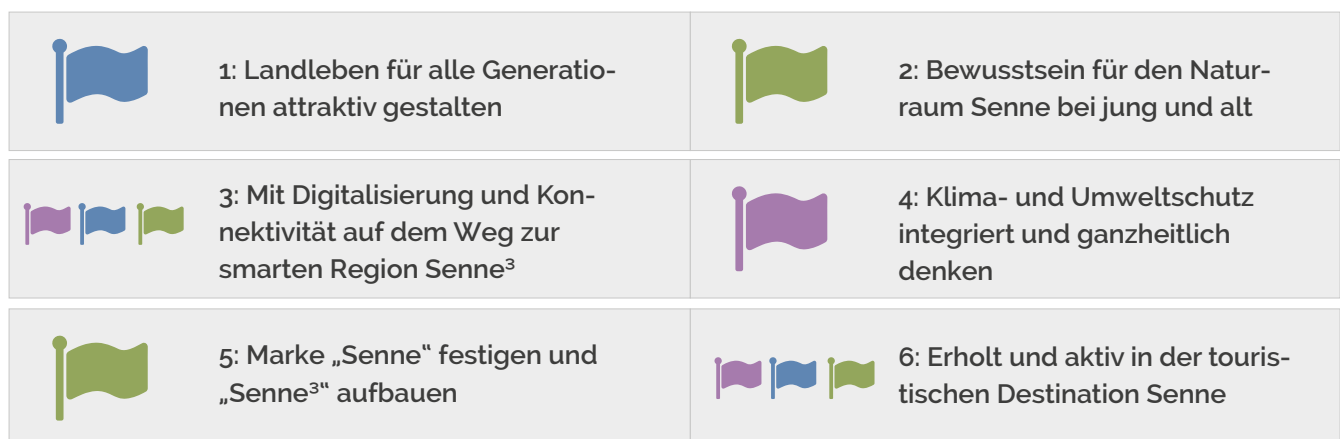 1: Landleben für alle Generatio-
nen attraktiv gestalten
2: Bewusstsein für den Natur-
raum Senne bei jung und alt
3: Mit Digitalisierung und Kon-
nektivität auf dem Weg zur
smarten Region Senne³
4: Klima- und Umweltschutz
integriert und ganzheitlich
denken
5: Marke „Senne“ festigen und
„Senne³“ aufbauen
6: Erholt und aktiv in der touris-
tischen Destination Senne